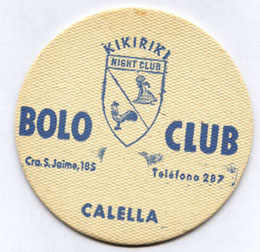 KIKIRIKI
NIGHT CLUB
BOLO CLUB
Cra. S. Jaime, 185
Teléfono 287
CALELLA